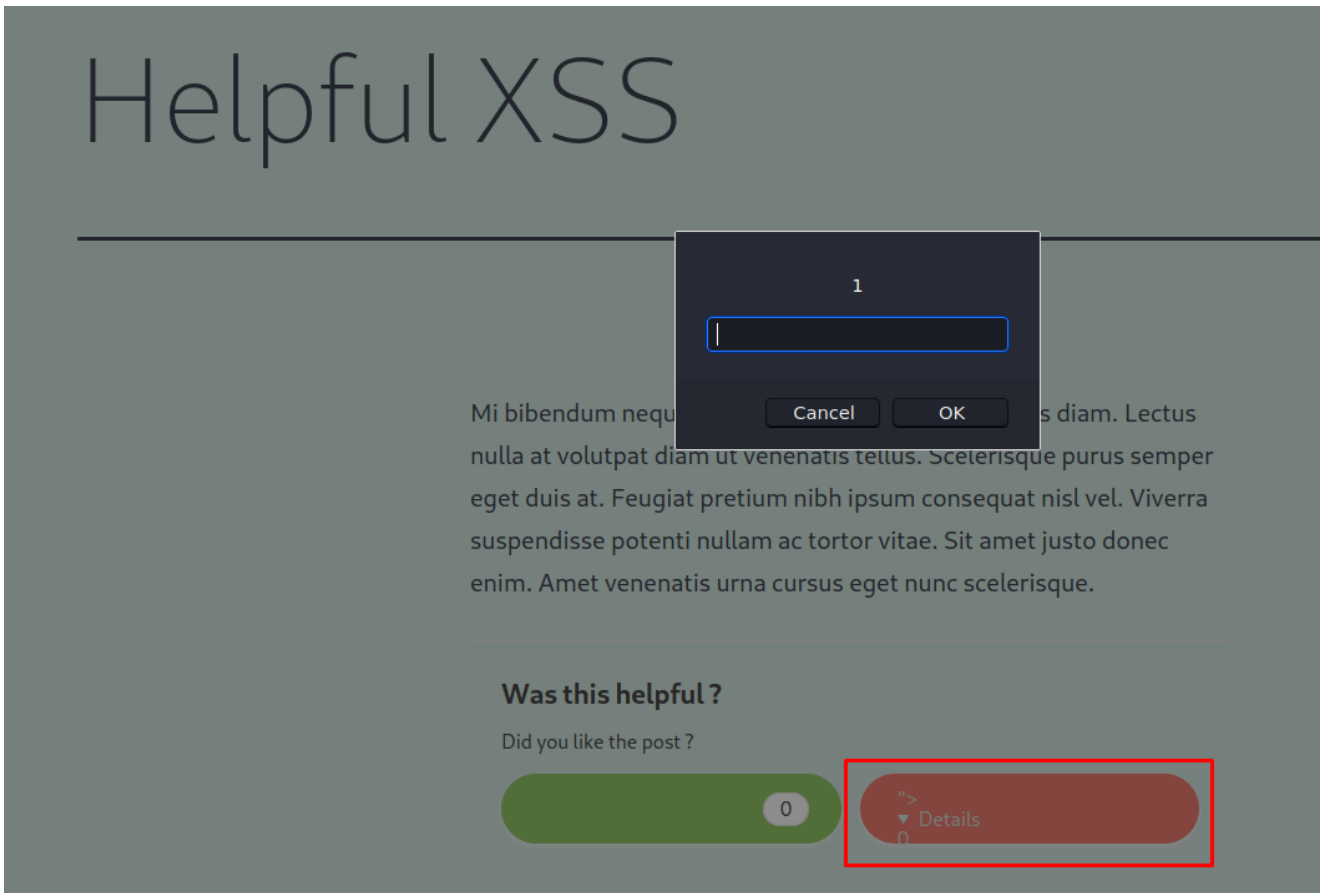 Helpful XSS
1
Cancel OK
Mi bibendum nequ s diam. Lectus
nulla at volutpat diam ut venenatis tellus. Scelerisque purus semper
eget duis at. Feugiat pretium nibh ipsum consequat nisl vel. Viverra
suspendisse potenti nullam ac tortor vitae. Sit amet justo donec
enim. Amet venenatis urna cursus eget nunc scelerisque.
Was this helpful ?
Did you like the post ?
0
">
▼ Details
0